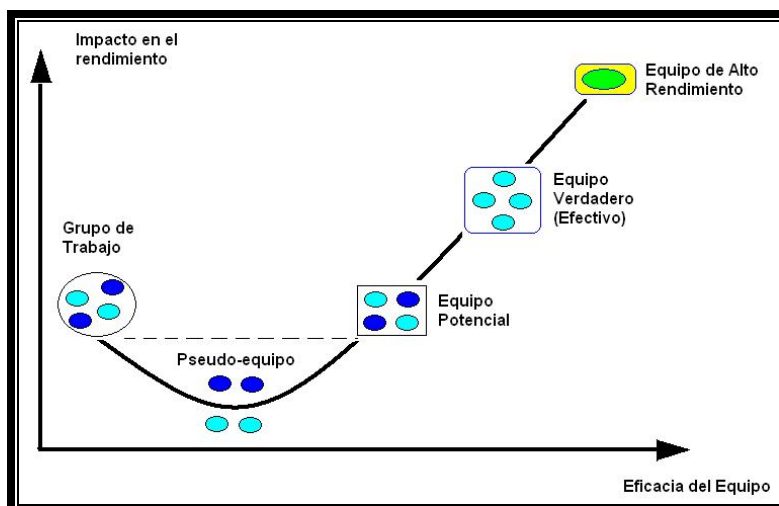 Impacto en el
rendimiento
Equipo de Alto
Rendimiento
Equipo
Verdadero
(Efectivo)
Grupo de
Trabajo
Equipo
Potencial
Pseudo-equipo
Eficacia del Equipo